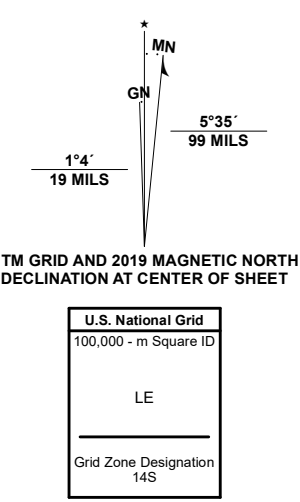 ★
MN
GN
5°35´
99 MILS
1°4´
19 MILS
TM GRID AND 2019 MAGNETIC NORTH
DECLINATION AT CENTER OF SHEET
U.S. National Grid
100,000 - m Square ID
LE
Grid Zone Designation
14S